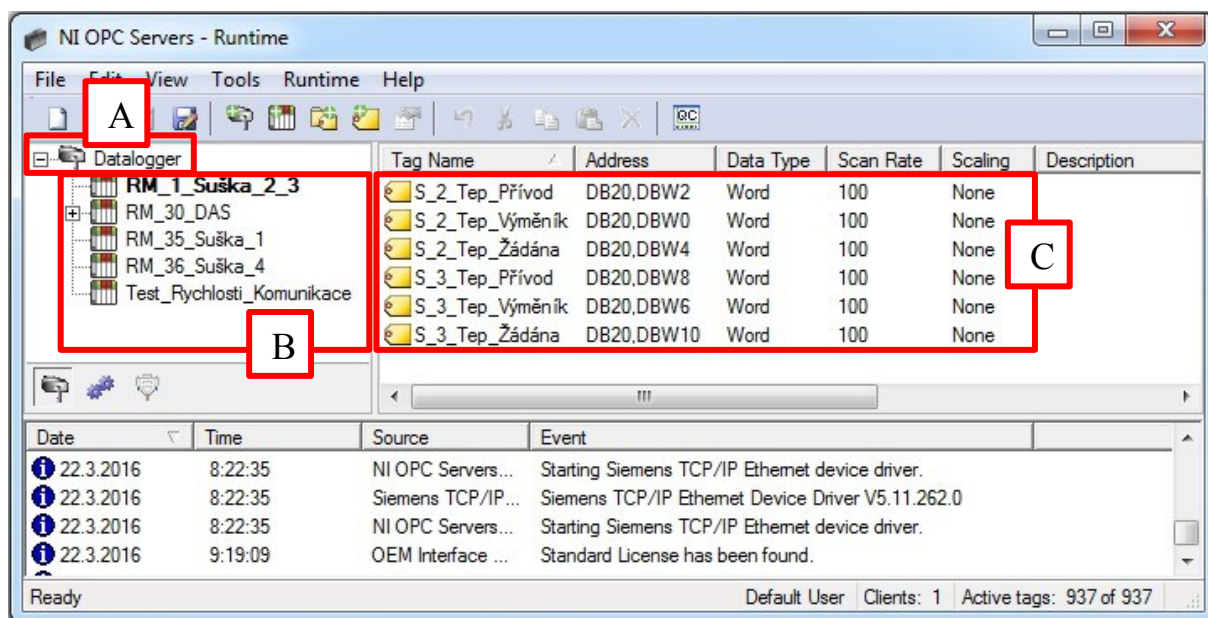 NI OPC Servers - Runtime
File Edit View Tools Runtime Help
A
QC
Datalogger
RM_1_Suška_2_3
RM_30_DAS
RM_35_Suška_1
RM_36_Suška_4
Test_Rychlosti_Komunikace
B
Tag Name Address Data Type Scan Rate Scaling Description
S_2_Tep_Přívod DB20,DBW2 Word 100 None
S_2_Tep_Výměník DB20,DBW0 Word 100 None
S_2_Tep_Žádána DB20,DBW4 Word 100 None
S_3_Tep_Přívod DB20,DBW8 Word 100 None
S_3_Tep_Výměník DB20,DBW6 Word 100 None
S_3_Tep_Žádána DB20,DBW10 Word 100 None
C
Date Time Source Event
22.3.2016 8:22:35 NI OPC Servers... Starting Siemens TCP/IP Ethernet device driver.
22.3.2016 8:22:35 Siemens TCP/IP... Siemens TCP/IP Ethernet Device Driver V5.11.262.0
22.3.2016 8:22:35 NI OPC Servers... Starting Siemens TCP/IP Ethernet device driver.
22.3.2016 9:19:09 OEM Interface ... Standard License has been found.
Ready Default User Clients: 1 Active tags: 937 of 937